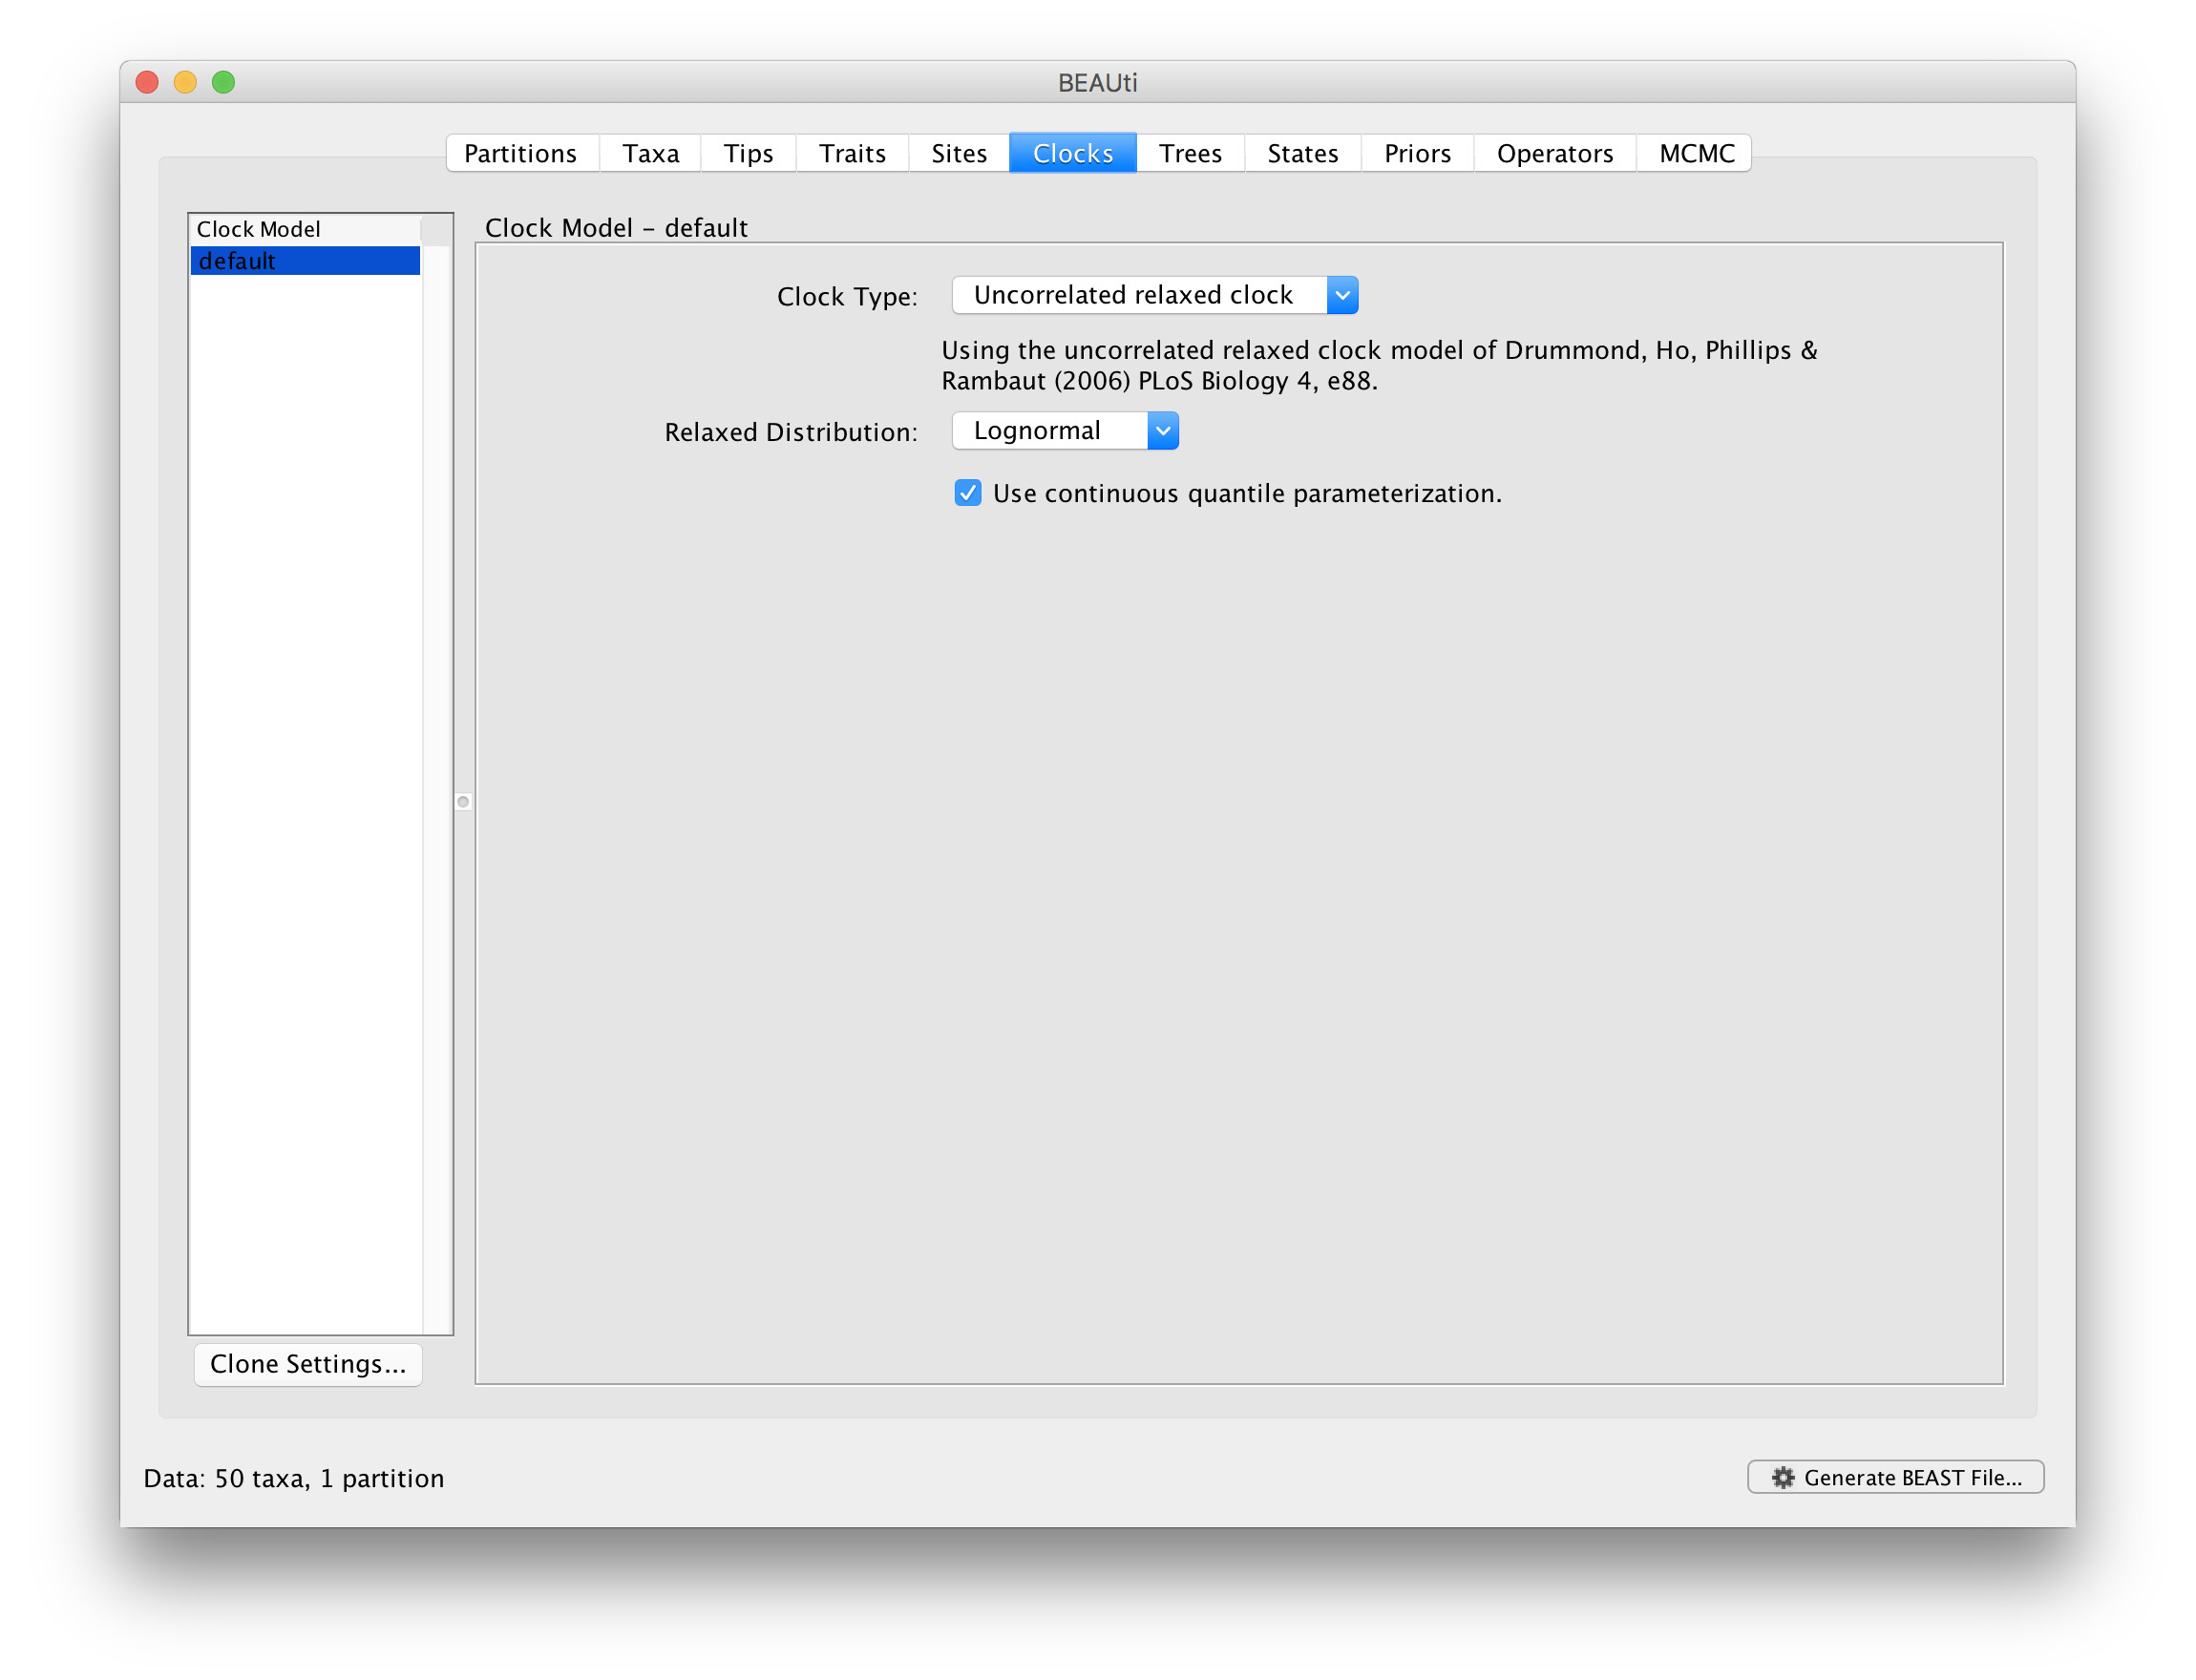 BEAUti
Partitions Taxa Tips Traits Sites Clocks Trees States Priors Operators MCMC
Clock Model
default
Clone Settings...
Clock Model – default
Clock Type: Uncorrelated relaxed clock
Using the uncorrelated relaxed clock model of Drummond, Ho, Phillips &
Rambaut (2006) PLoS Biology 4, e88.
Relaxed Distribution: Lognormal
Use continuous quantile parameterization.
Data: 50 taxa, 1 partition
Generate BEAST File...